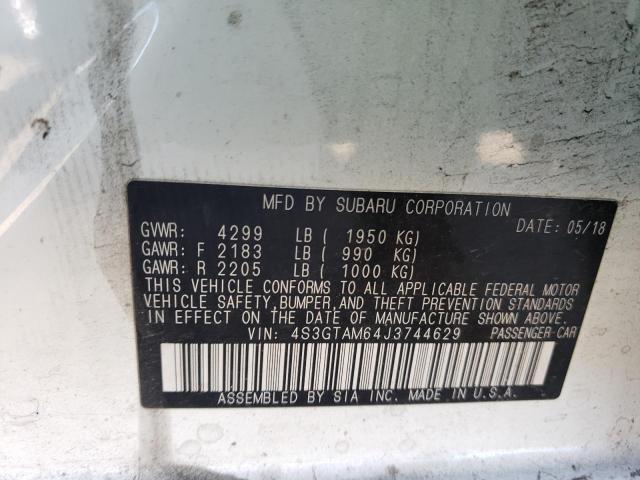 MFD BY SUBARU CORPORATION
DATE: 05/18
GVWR: 4299 LB ( 1950 KG)
GAWR: F 2183 LB ( 990 KG)
GAWR: R 2205 LB ( 1000 KG)
THIS VEHICLE CONFORMS TO ALL APPLICABLE FEDERAL MOTOR
VEHICLE SAFETY, BUMPER, AND THEFT PREVENTION STANDARDS
IN EFFECT ON THE DATE OF MANUFACTURE SHOWN ABOVE.
VIN: 4S3GTAM64J3744629 PASSENGER CAR
ASSEMBLED BY SIA INC. MADE IN U.S.A.